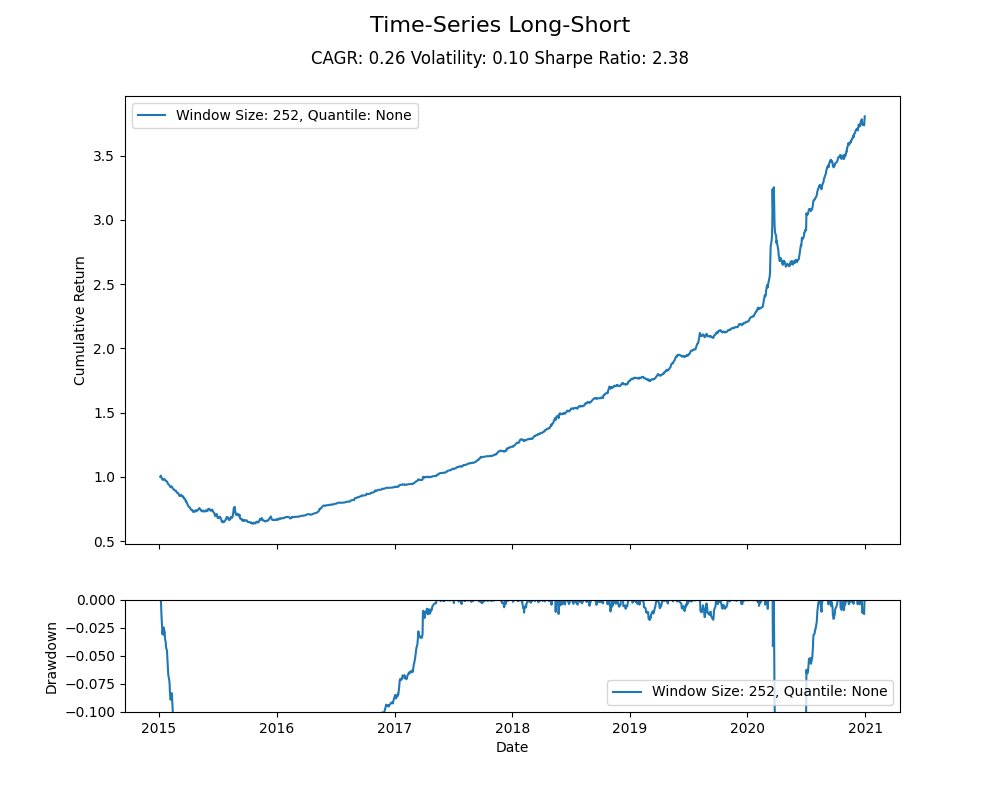 Time-Series Long-Short
CAGR: 0.26 Volatility: 0.10 Sharpe Ratio: 2.38
Window Size: 252, Quantile: None
Cumulative Return
3.5
3.0
2.5
2.0
1.5
1.0
0.5
Drawdown
0.000
−0.025
−0.050
−0.075
−0.100
Window Size: 252, Quantile: None
2015 2016 2017 2018 2019 2020 2021
Date